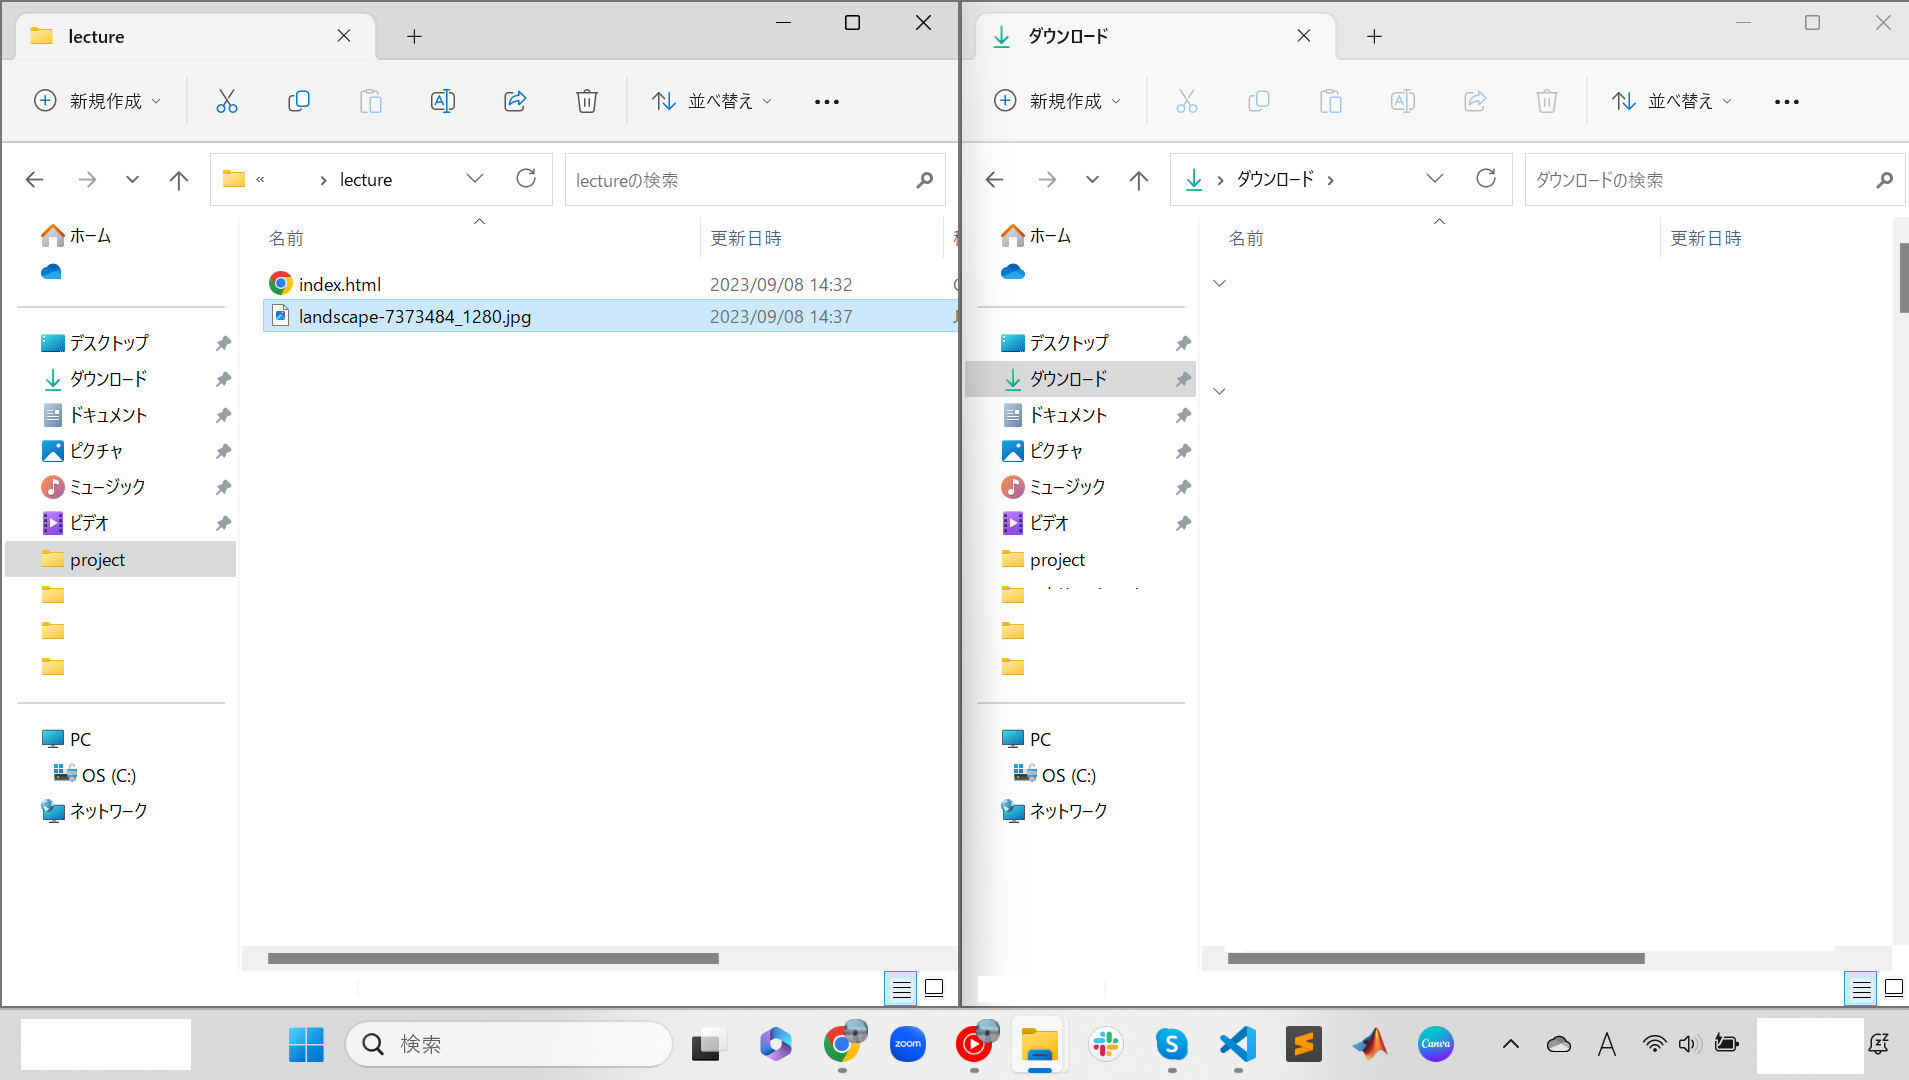 lecture
新規作成
並べ替え
« › lecture
lectureの検索
ホーム
デスクトップ
ダウンロード
ドキュメント
ピクチャ
ミュージック
ビデオ
project
PC
OS (C:)
ネットワーク
名前 更新日時
index.html 2023/09/08 14:32
landscape-7373484_1280.jpg 2023/09/08 14:37
ダウンロード
新規作成
並べ替え
› ダウンロード ›
ダウンロードの検索
ホーム
デスクトップ
ダウンロード
ドキュメント
ピクチャ
ミュージック
ビデオ
project
PC
OS (C:)
ネットワーク
名前 更新日時
検索
zoom
S
Canva
A